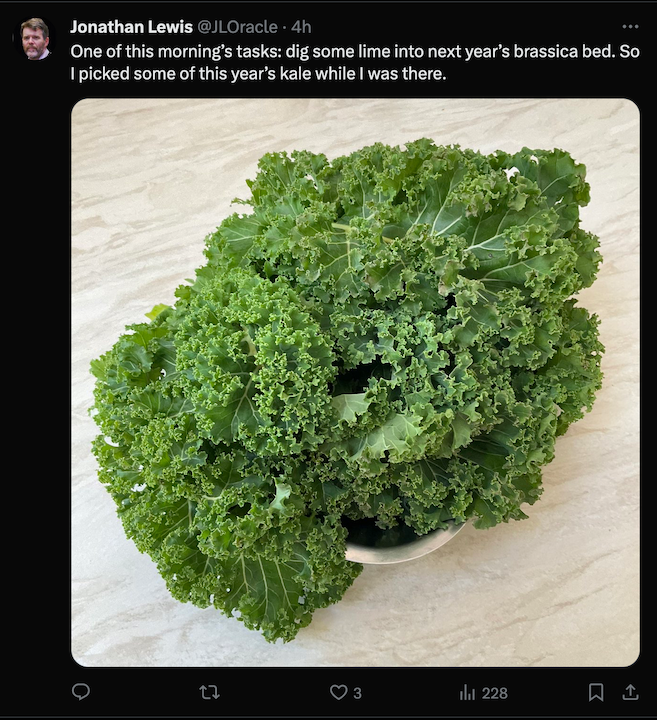 Jonathan Lewis @JLOracle · 4h
One of this morning’s tasks: dig some lime into next year’s brassica bed. So
I picked some of this year’s kale while I was there.
3
228